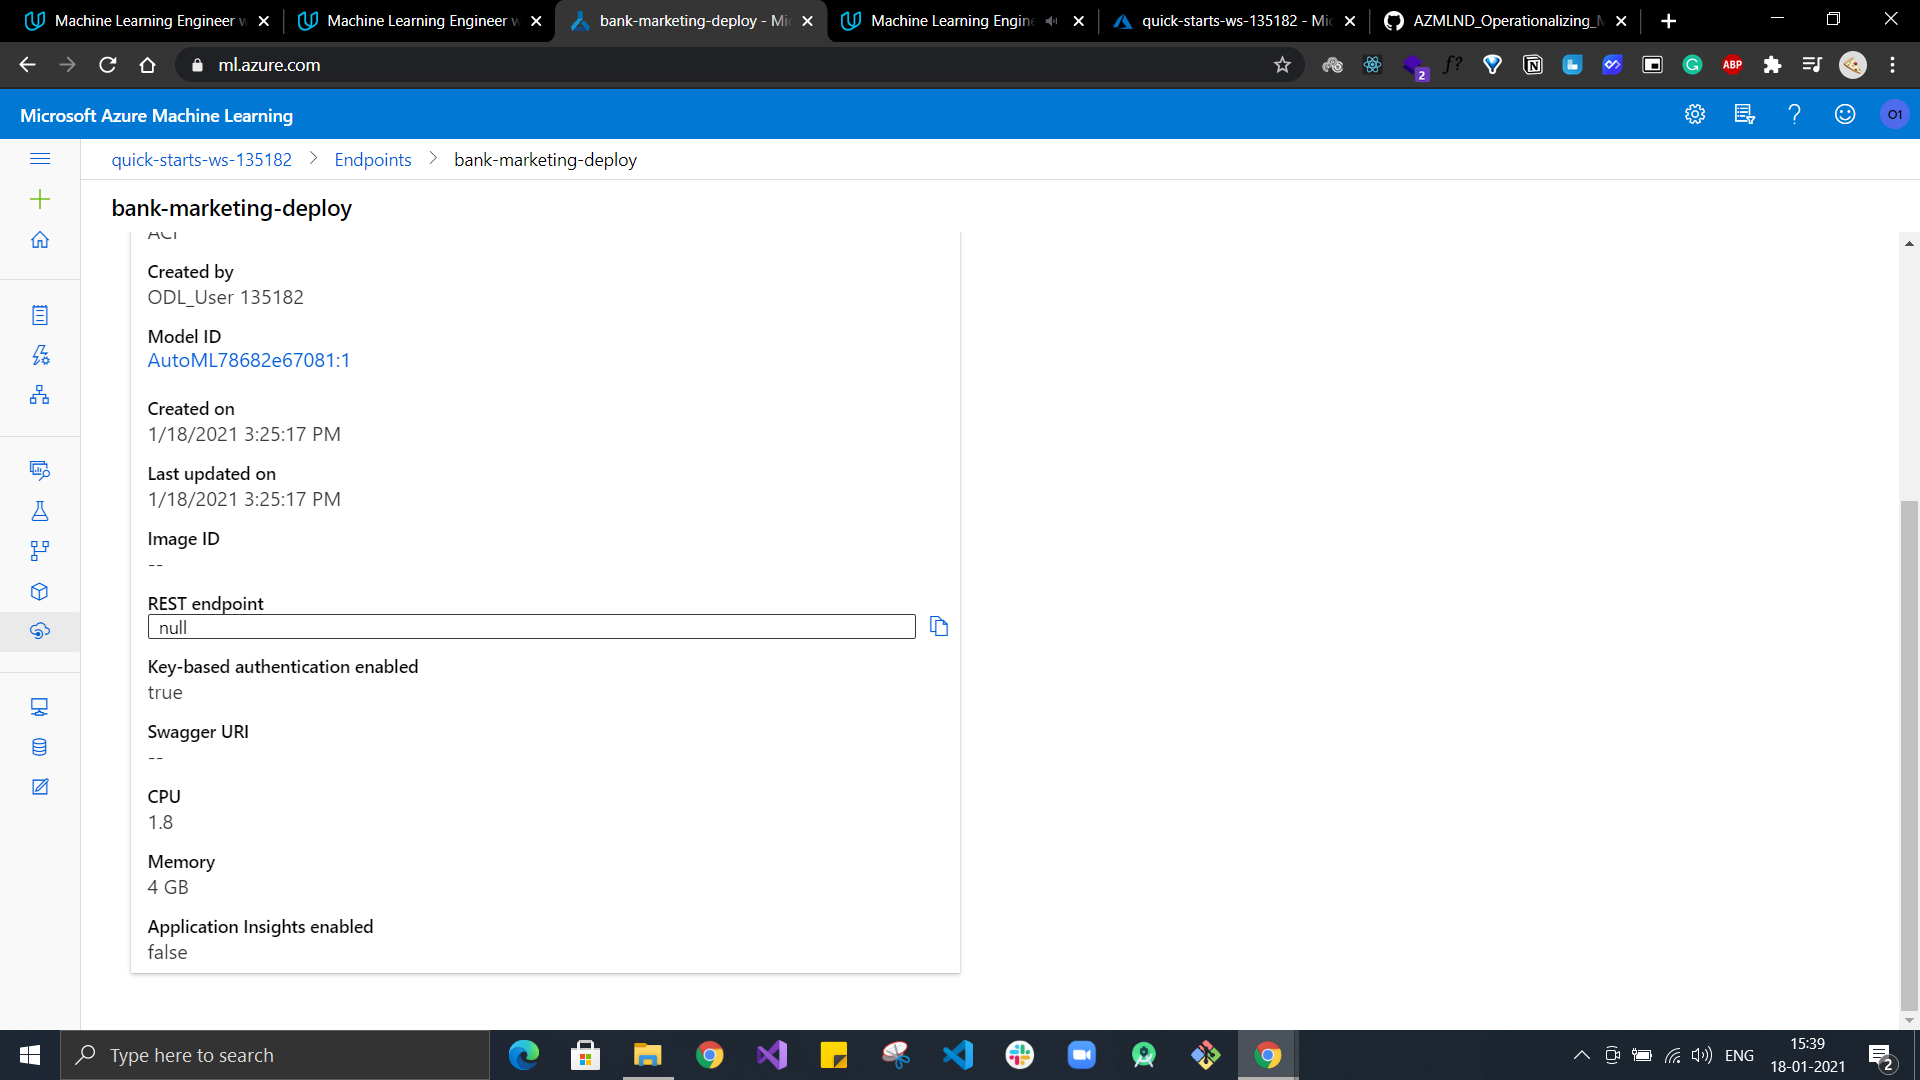 Machine Learning Engineer w
Machine Learning Engineer w
bank-marketing-deploy - Mi
Machine Learning Engin
quick-starts-ws-135182 - Mi
AZMLND_Operationalizing_M
ml.azure.com
2
f?
ABP
Microsoft Azure Machine Learning
O1
quick-starts-ws-135182 > Endpoints > bank-marketing-deploy
bank-marketing-deploy
ACI
Created by
ODL_User 135182
Model ID
AutoML78682e67081:1
Created on
1/18/2021 3:25:17 PM
Last updated on
1/18/2021 3:25:17 PM
Image ID
--
REST endpoint
null
Key-based authentication enabled
true
Swagger URI
--
CPU
1.8
Memory
4 GB
Application Insights enabled
false
Type here to search
ENG
15:39
18-01-2021
2